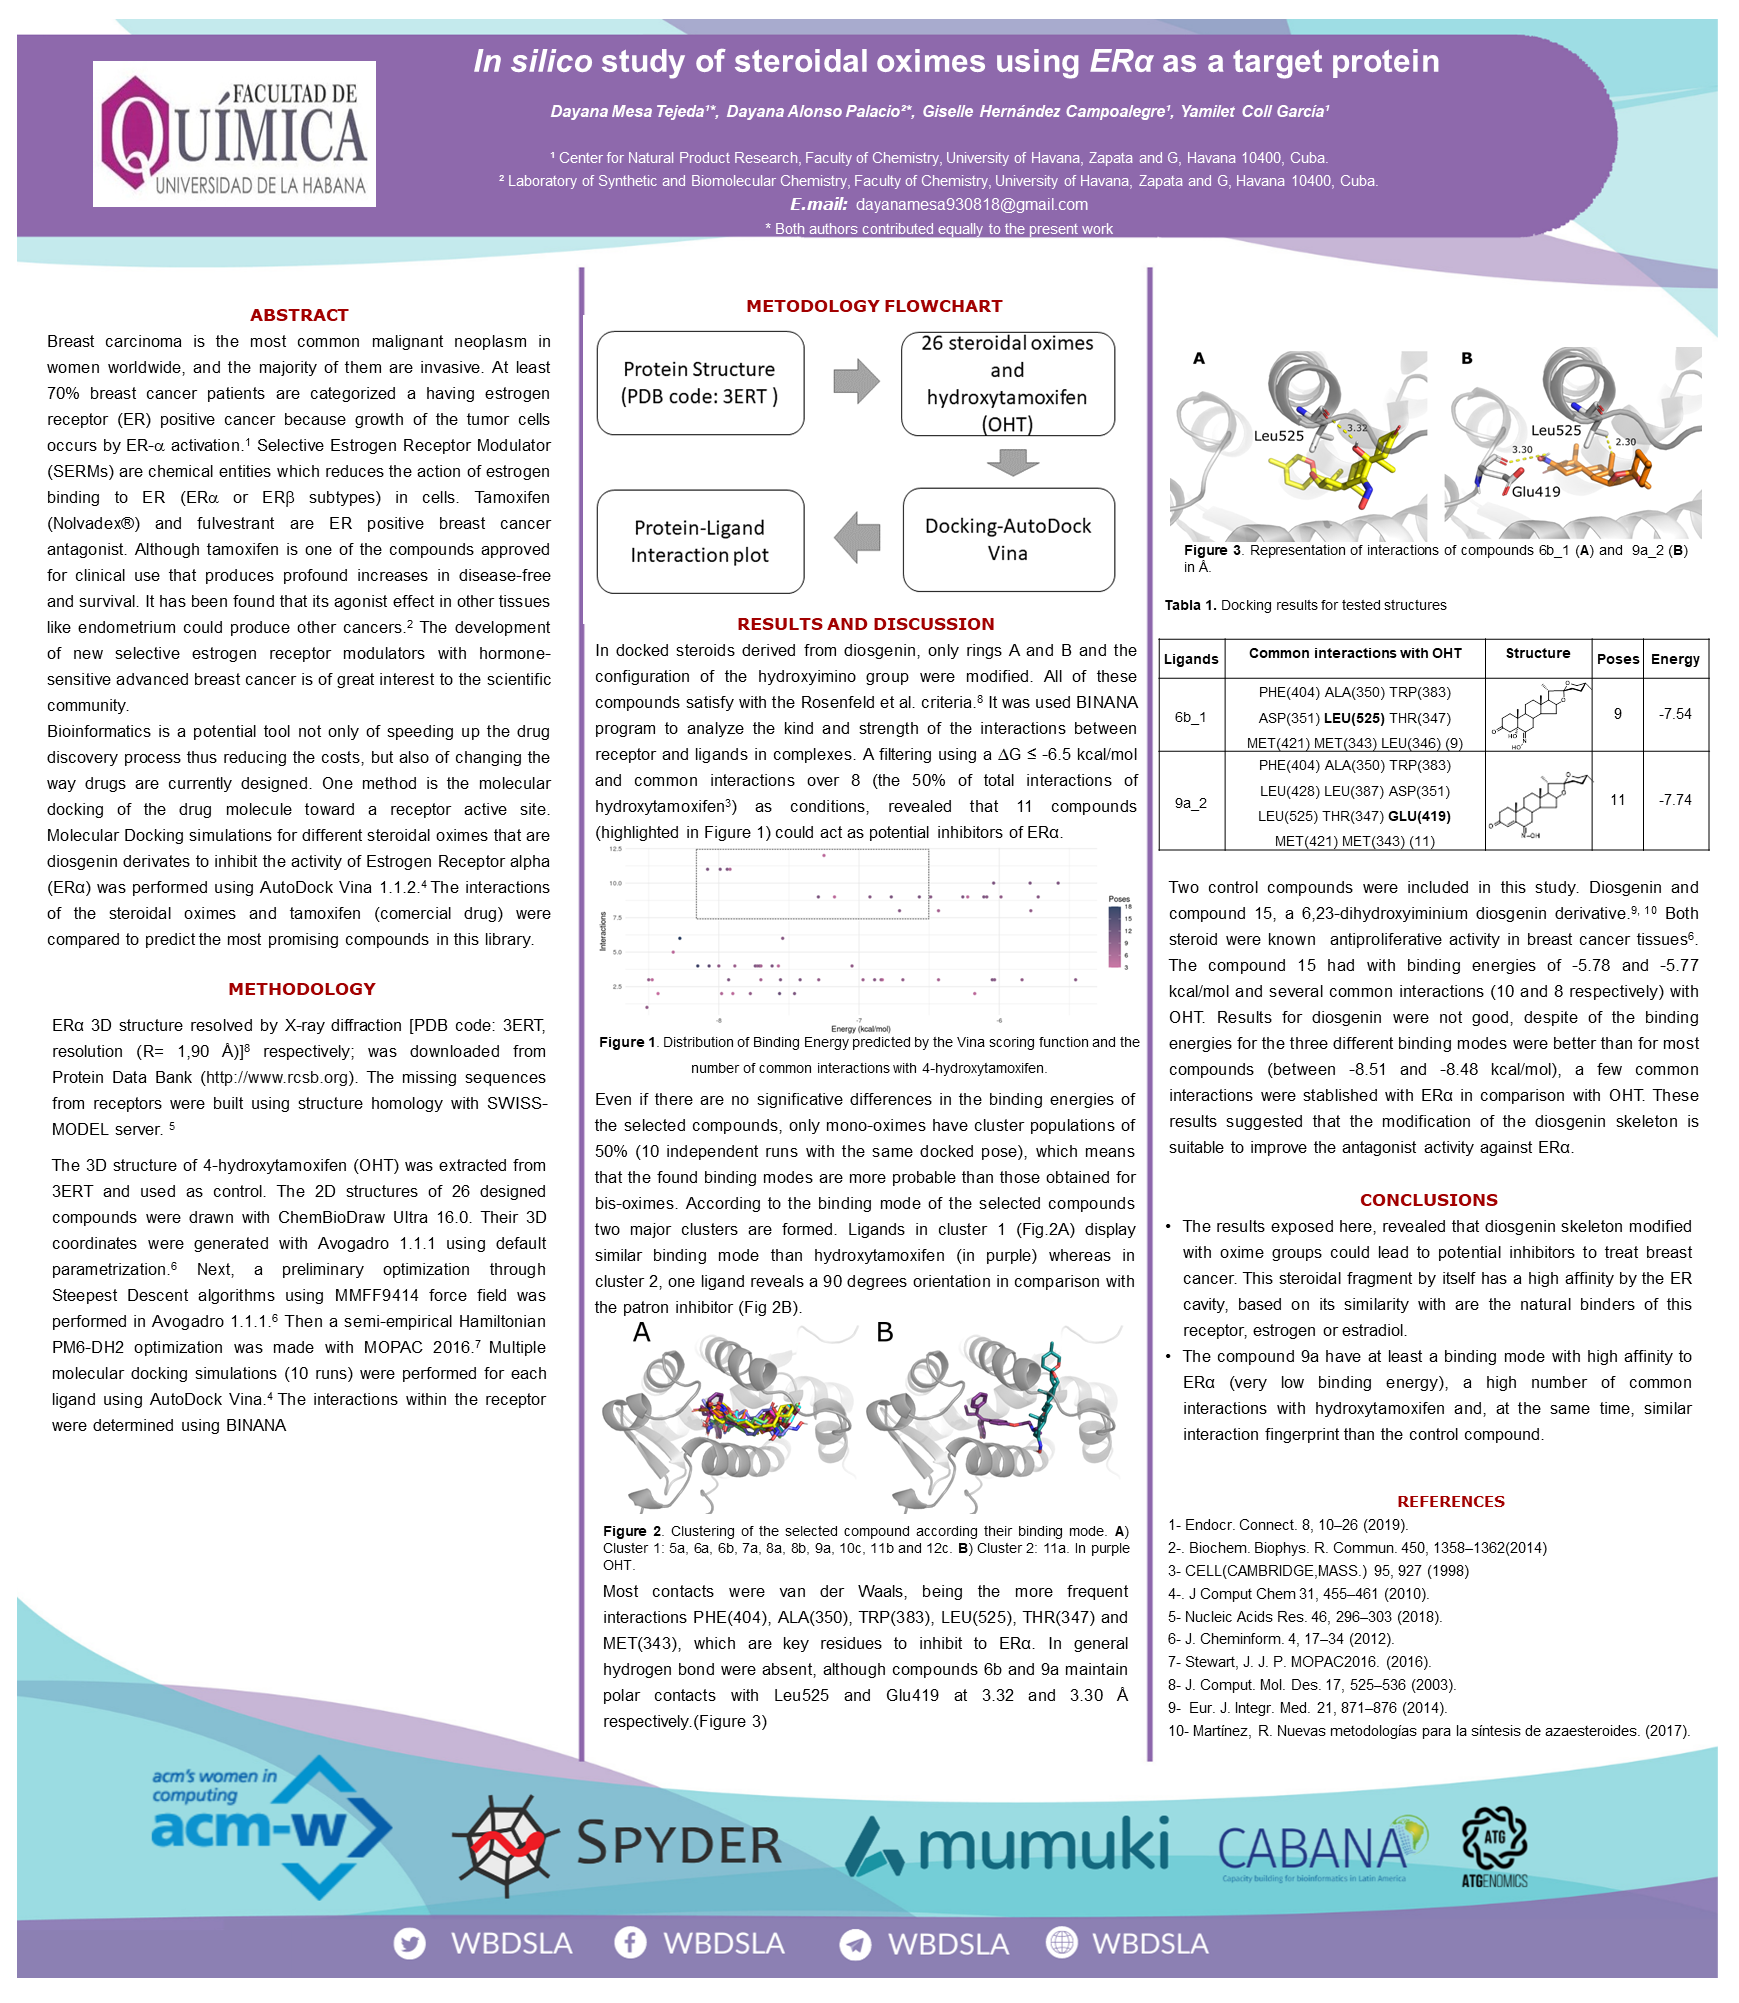 FACULTAD DE
QUÍMICA
UNIVERSIDAD DE LA HABANA
In silico study of steroidal oximes using ERα as a target protein
Dayana Mesa Tejeda¹*, Dayana Alonso Palacio²*, Giselle Hernández Campoalegre¹, Yamilet Coll García¹
¹ Center for Natural Product Research, Faculty of Chemistry, University of Havana, Zapata and G, Havana 10400, Cuba.
² Laboratory of Synthetic and Biomolecular Chemistry, Faculty of Chemistry, University of Havana, Zapata and G, Havana 10400, Cuba.
E.mail: dayanamesa930818@gmail.com
* Both authors contributed equally to the present work
ABSTRACT
Breast carcinoma is the most common malignant neoplasm in
women worldwide, and the majority of them are invasive. At least
70% breast cancer patients are categorized a having estrogen
receptor (ER) positive cancer because growth of the tumor cells
occurs by ER-α activation.¹ Selective Estrogen Receptor Modulator
(SERMs) are chemical entities which reduces the action of estrogen
binding to ER (ERα or ERβ subtypes) in cells. Tamoxifen
(Nolvadex®) and fulvestrant are ER positive breast cancer
antagonist. Although tamoxifen is one of the compounds approved
for clinical use that produces profound increases in disease-free
and survival. It has been found that its agonist effect in other tissues
like endometrium could produce other cancers.² The development
of new selective estrogen receptor modulators with hormone-
sensitive advanced breast cancer is of great interest to the scientific
community.
Bioinformatics is a potential tool not only of speeding up the drug
discovery process thus reducing the costs, but also of changing the
way drugs are currently designed. One method is the molecular
docking of the drug molecule toward a receptor active site.
Molecular Docking simulations for different steroidal oximes that are
diosgenin derivates to inhibit the activity of Estrogen Receptor alpha
(ERα) was performed using AutoDock Vina 1.1.2.⁴ The interactions
of the steroidal oximes and tamoxifen (comercial drug) were
compared to predict the most promising compounds in this library.
METHODOLOGY
ERα 3D structure resolved by X-ray diffraction [PDB code: 3ERT,
resolution (R= 1,90 Å)]⁸ respectively; was downloaded from
Protein Data Bank (http://www.rcsb.org). The missing sequences
from receptors were built using structure homology with SWISS-
MODEL server. ⁵
The 3D structure of 4-hydroxytamoxifen (OHT) was extracted from
3ERT and used as control. The 2D structures of 26 designed
compounds were drawn with ChemBioDraw Ultra 16.0. Their 3D
coordinates were generated with Avogadro 1.1.1 using default
parametrization.⁶ Next, a preliminary optimization through
Steepest Descent algorithms using MMFF9414 force field was
performed in Avogadro 1.1.1.⁶ Then a semi-empirical Hamiltonian
PM6-DH2 optimization was made with MOPAC 2016.⁷ Multiple
molecular docking simulations (10 runs) were performed for each
ligand using AutoDock Vina.⁴ The interactions within the receptor
were determined using BINANA
METODOLOGY FLOWCHART
Protein Structure
(PDB code: 3ERT )
26 steroidal oximes
and
hydroxytamoxifen
(OHT)
Protein-Ligand
Interaction plot
Docking-AutoDock
Vina
RESULTS AND DISCUSSION
In docked steroids derived from diosgenin, only rings A and B and the
configuration of the hydroxyimino group were modified. All of these
compounds satisfy with the Rosenfeld et al. criteria.⁸ It was used BINANA
program to analyze the kind and strength of the interactions between
receptor and ligands in complexes. A filtering using a ΔG ≤ -6.5 kcal/mol
and common interactions over 8 (the 50% of total interactions of
hydroxytamoxifen³) as conditions, revealed that 11 compounds
(highlighted in Figure 1) could act as potential inhibitors of ERα.
12.5
10.0
7.5
5.0
2.5
Interactions
-8
-7
-6
Energy (kcal/mol)
Poses
18
15
12
9
6
3
Figure 1. Distribution of Binding Energy predicted by the Vina scoring function and the
number of common interactions with 4-hydroxytamoxifen.
Even if there are no significative differences in the binding energies of
the selected compounds, only mono-oximes have cluster populations of
50% (10 independent runs with the same docked pose), which means
that the found binding modes are more probable than those obtained for
bis-oximes. According to the binding mode of the selected compounds
two major clusters are formed. Ligands in cluster 1 (Fig.2A) display
similar binding mode than hydroxytamoxifen (in purple) whereas in
cluster 2, one ligand reveals a 90 degrees orientation in comparison with
the patron inhibitor (Fig 2B).
A
B
Figure 2. Clustering of the selected compound according their binding mode. A)
Cluster 1: 5a, 6a, 6b, 7a, 8a, 8b, 9a, 10c, 11b and 12c. B) Cluster 2: 11a. In purple
OHT.
Most contacts were van der Waals, being the more frequent
interactions PHE(404), ALA(350), TRP(383), LEU(525), THR(347) and
MET(343), which are key residues to inhibit to ERα. In general
hydrogen bond were absent, although compounds 6b and 9a maintain
polar contacts with Leu525 and Glu419 at 3.32 and 3.30 Å
respectively.(Figure 3)
A
Leu525
3.32
B
Leu525
2.30
3.30
Glu419
Figure 3. Representation of interactions of compounds 6b_1 (A) and 9a_2 (B)
in Å.
Tabla 1. Docking results for tested structures
Ligands Common interactions with OHT Structure Poses Energy
PHE(404) ALA(350) TRP(383)
6b_1 ASP(351) LEU(525) THR(347) 9 -7.54
MET(421) MET(343) LEU(346) (9)
O OH N HO O O
PHE(404) ALA(350) TRP(383)
LEU(428) LEU(387) ASP(351)
9a_2 LEU(525) THR(347) GLU(419) 11 -7.74
MET(421) MET(343) (11)
O N-OH O O
Two control compounds were included in this study. Diosgenin and
compound 15, a 6,23-dihydroxyiminium diosgenin derivative.⁹, ¹⁰ Both
steroid were known antiproliferative activity in breast cancer tissues⁶.
The compound 15 had with binding energies of -5.78 and -5.77
kcal/mol and several common interactions (10 and 8 respectively) with
OHT. Results for diosgenin were not good, despite of the binding
energies for the three different binding modes were better than for most
compounds (between -8.51 and -8.48 kcal/mol), a few common
interactions were stablished with ERα in comparison with OHT. These
results suggested that the modification of the diosgenin skeleton is
suitable to improve the antagonist activity against ERα.
CONCLUSIONS
• The results exposed here, revealed that diosgenin skeleton modified
with oxime groups could lead to potential inhibitors to treat breast
cancer. This steroidal fragment by itself has a high affinity by the ER
cavity, based on its similarity with are the natural binders of this
receptor, estrogen or estradiol.
• The compound 9a have at least a binding mode with high affinity to
ERα (very low binding energy), a high number of common
interactions with hydroxytamoxifen and, at the same time, similar
interaction fingerprint than the control compound.
REFERENCES
1- Endocr. Connect. 8, 10–26 (2019).
2-. Biochem. Biophys. R. Commun. 450, 1358–1362(2014)
3- CELL(CAMBRIDGE,MASS.) 95, 927 (1998)
4-. J Comput Chem 31, 455–461 (2010).
5- Nucleic Acids Res. 46, 296–303 (2018).
6- J. Cheminform. 4, 17–34 (2012).
7- Stewart, J. J. P. MOPAC2016. (2016).
8- J. Comput. Mol. Des. 17, 525–536 (2003).
9- Eur. J. Integr. Med. 21, 871–876 (2014).
10- Martínez, R. Nuevas metodologías para la síntesis de azaesteroides. (2017).
acm's women in
computing
acm-w
SPYDER
mumuki
CABANA
Capacity building for bioinformatics in Latin America
ATG
ATGENOMICS
WBDSLA
WBDSLA
WBDSLA
WBDSLA